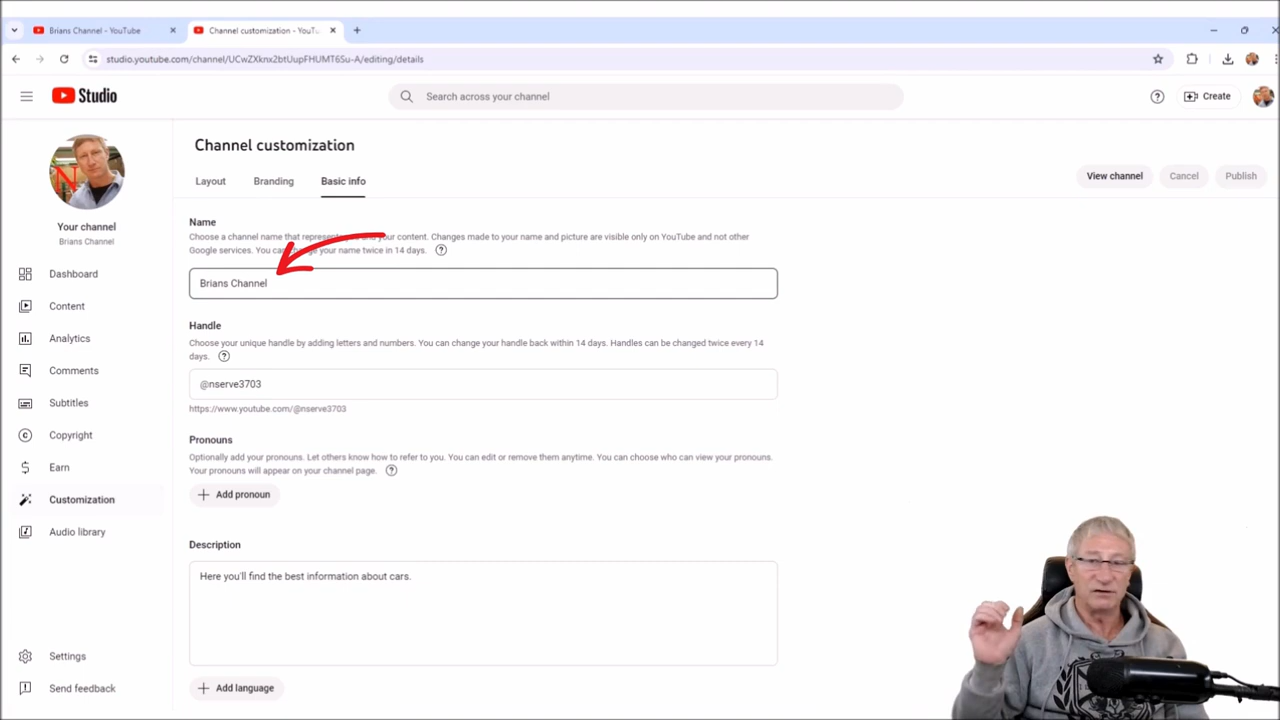 Brians Channel - YouTube
Channel customization - YouTu
studio.youtube.com/channel/UCwZXknx2btUupFHUMT6Su-A/editing/details
Studio
Search across your channel
Create
Channel customization
Layout
Branding
Basic info
View channel
Cancel
Publish
N
Your channel
Brians Channel
Dashboard
Content
Analytics
Comments
Subtitles
Copyright
Earn
Customization
Audio library
Settings
Send feedback
Name
Choose a channel name that and your content. Changes made to your name and picture are visible only on YouTube and not other
Google services. You your name twice in 14 days.
Brians Channel
Handle
Choose your unique handle by adding letters and numbers. You can change your handle back within 14 days. Handles can be changed twice every 14
days.
@nserve3703
https://www.youtube.com/@nserve3703
Pronouns
Optionally add your pronouns. Let others know how to refer to you. You can edit or remove them anytime. You can choose who can view your pronouns.
Your pronouns will appear on your channel page.
Add pronoun
Description
Here you'll find the best information about cars.
Add language